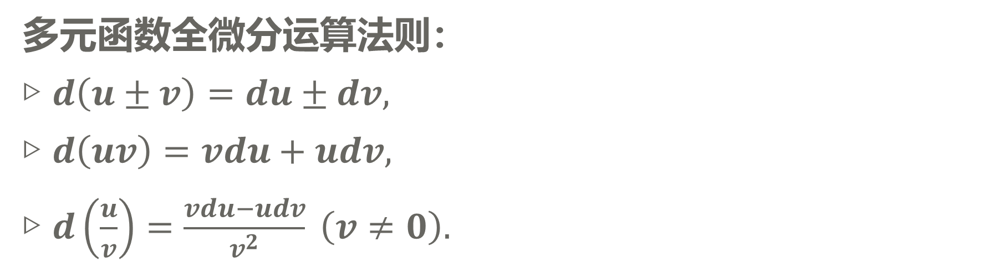 多元函数全微分运算法则：
▷ d(u ± v) = du ± dv,
▷ d(uv) = vdu + udv,
▷ d(u/v) = (vdu−udv)/v² (v ≠ 0).